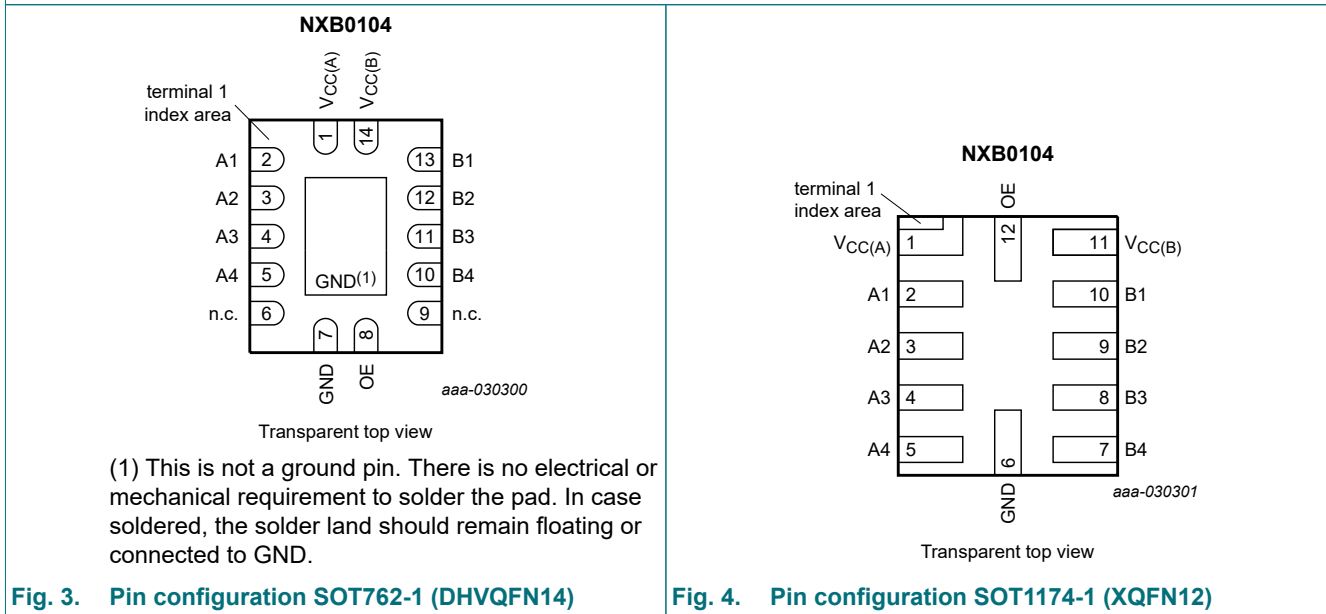 NXB0104
VCC(A)
VCC(B)
terminal 1
index area
1
14
A1 2
13 B1
A2 3
12 B2
A3 4
11 B3
A4 5
10 B4
GND(1)
n.c. 6
9 n.c.
7
8
GND
OE
aaa-030300
Transparent top view
(1) This is not a ground pin. There is no electrical or
mechanical requirement to solder the pad. In case
soldered, the solder land should remain floating or
connected to GND.
Fig. 3. Pin configuration SOT762-1 (DHVQFN14)
NXB0104
terminal 1
index area
OE
12
VCC(A) 1
11 VCC(B)
A1 2
10 B1
A2 3
9 B2
A3 4
8 B3
A4 5
7 B4
6
GND
aaa-030301
Transparent top view
Fig. 4. Pin configuration SOT1174-1 (XQFN12)